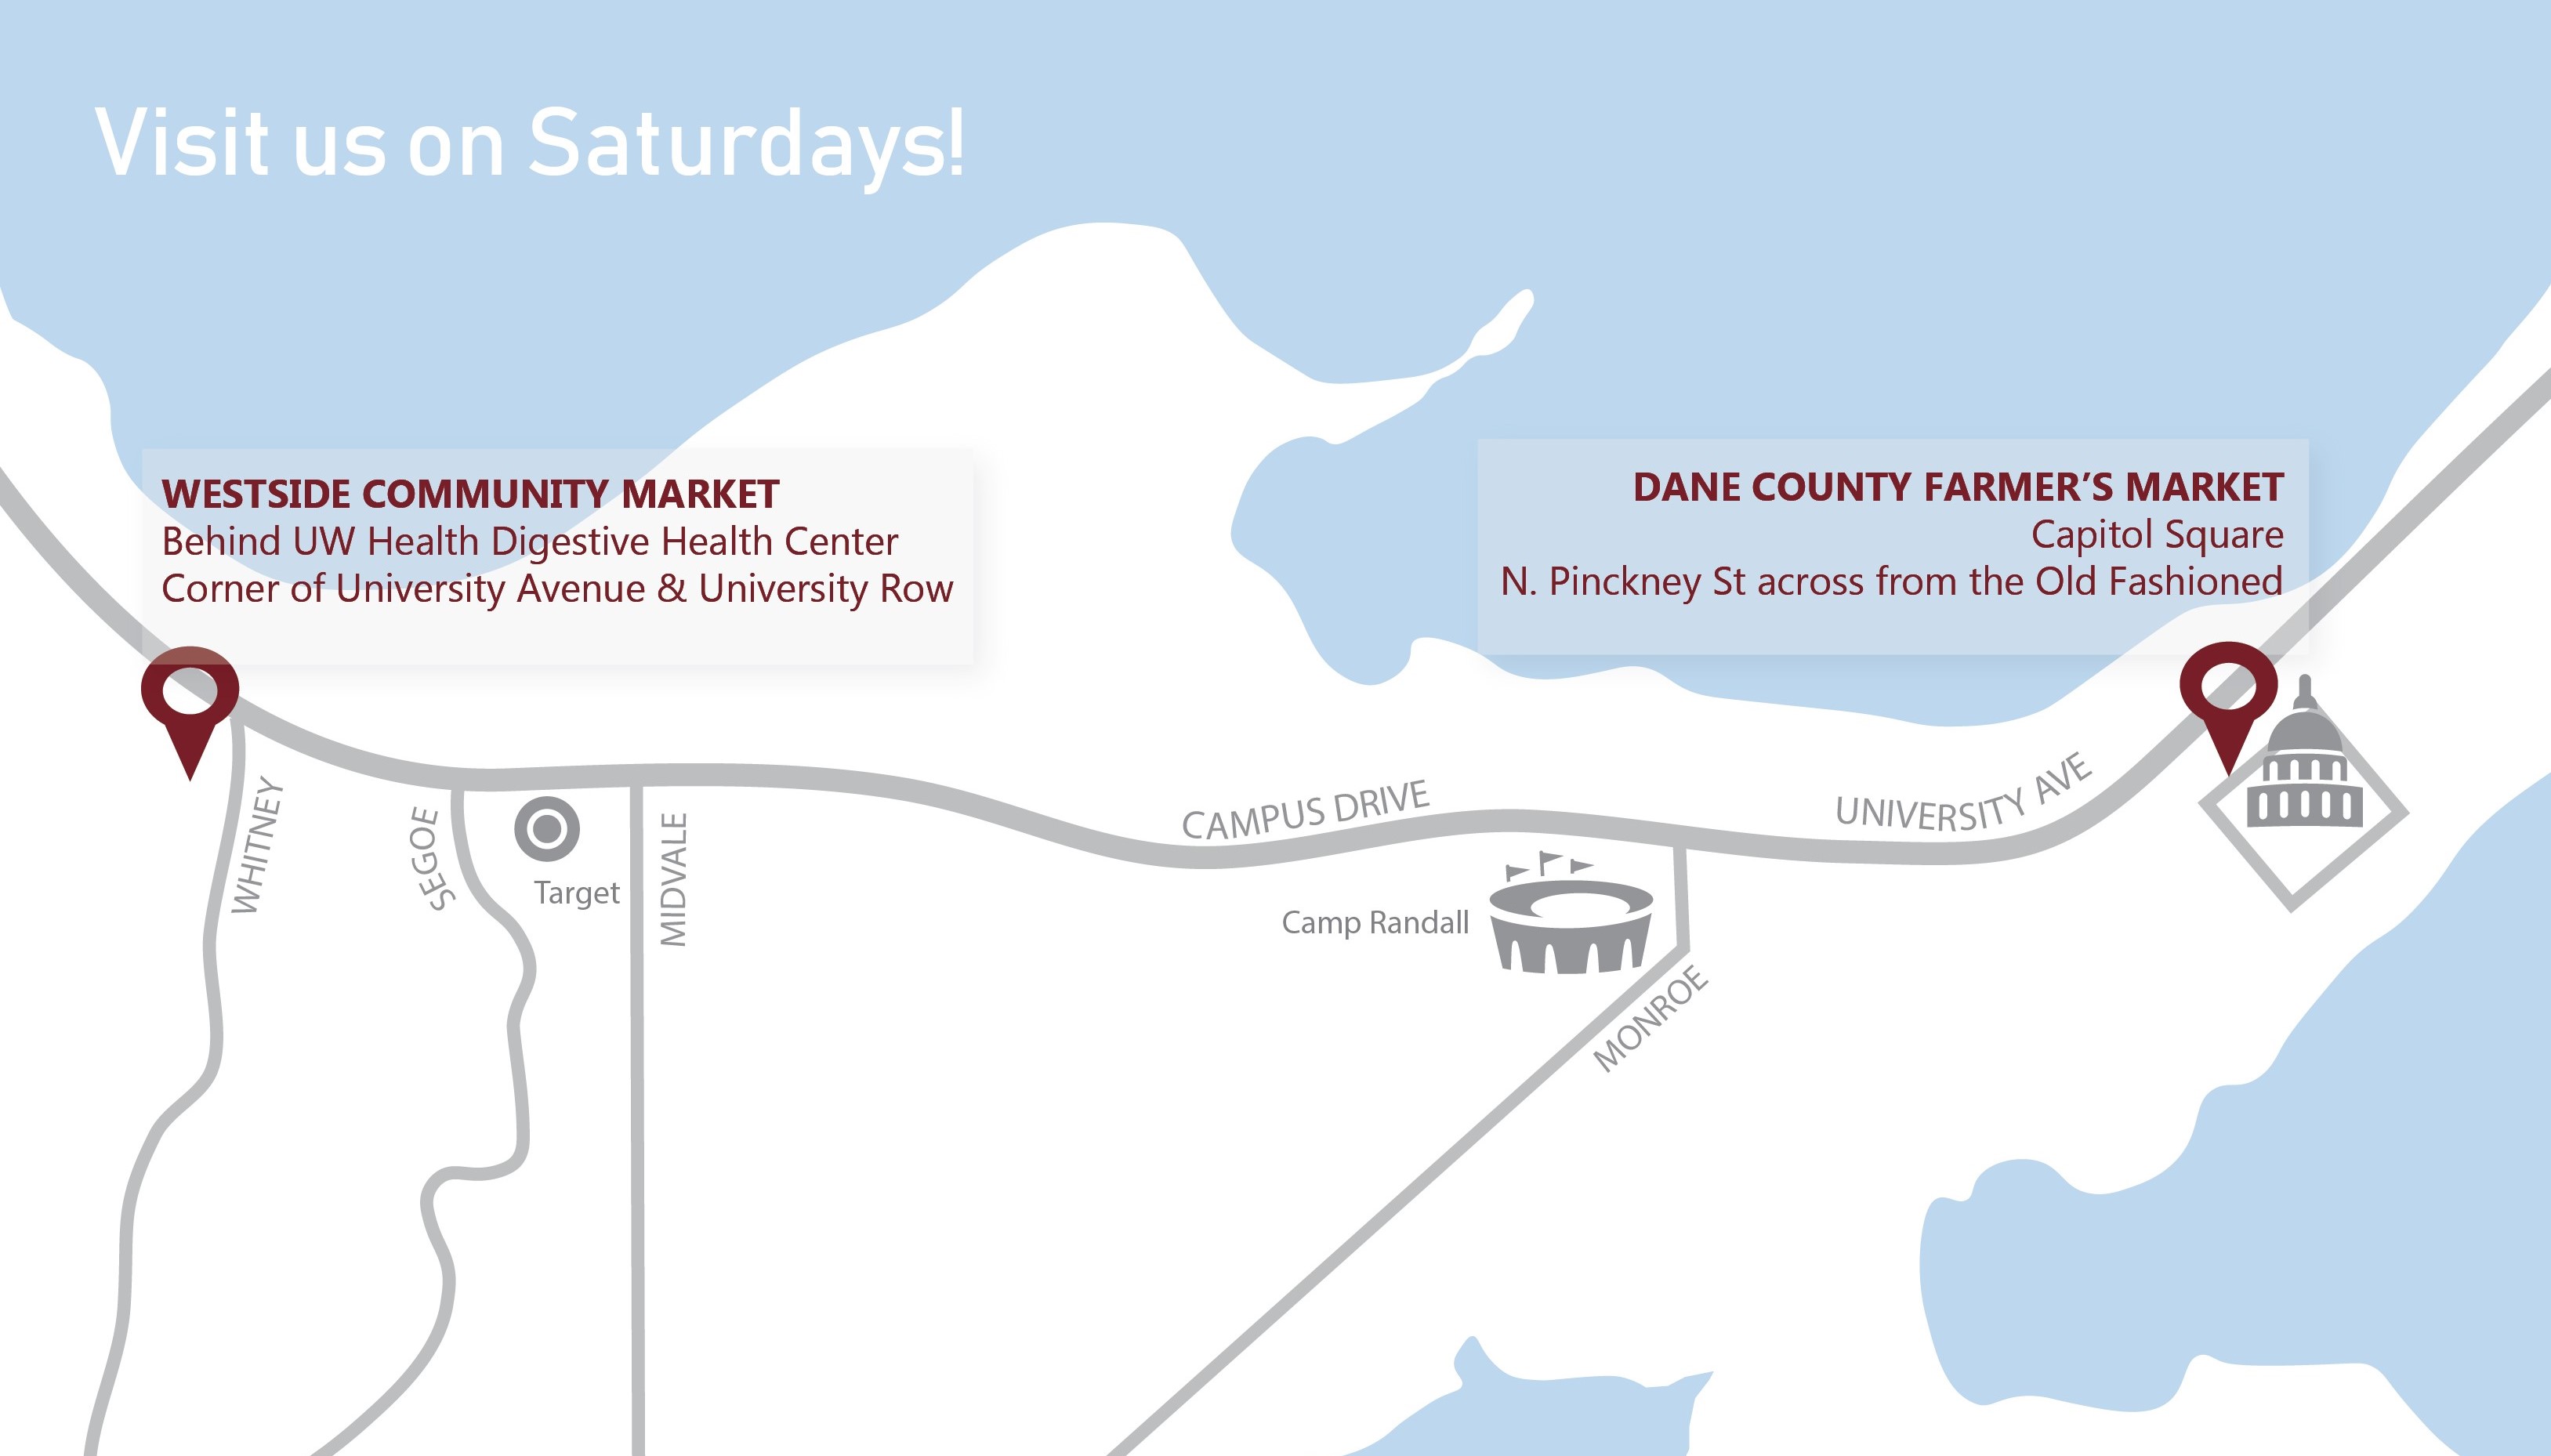 Visit us on Saturdays!
WESTSIDE COMMUNITY MARKET
Behind UW Health Digestive Health Center
Corner of University Avenue & University Row
DANE COUNTY FARMER’S MARKET
Capitol Square
N. Pinckney St across from the Old Fashioned
WHITNEY
SEGOE
Target
MIDVALE
CAMPUS DRIVE
Camp Randall
MONROE
UNIVERSITY AVE